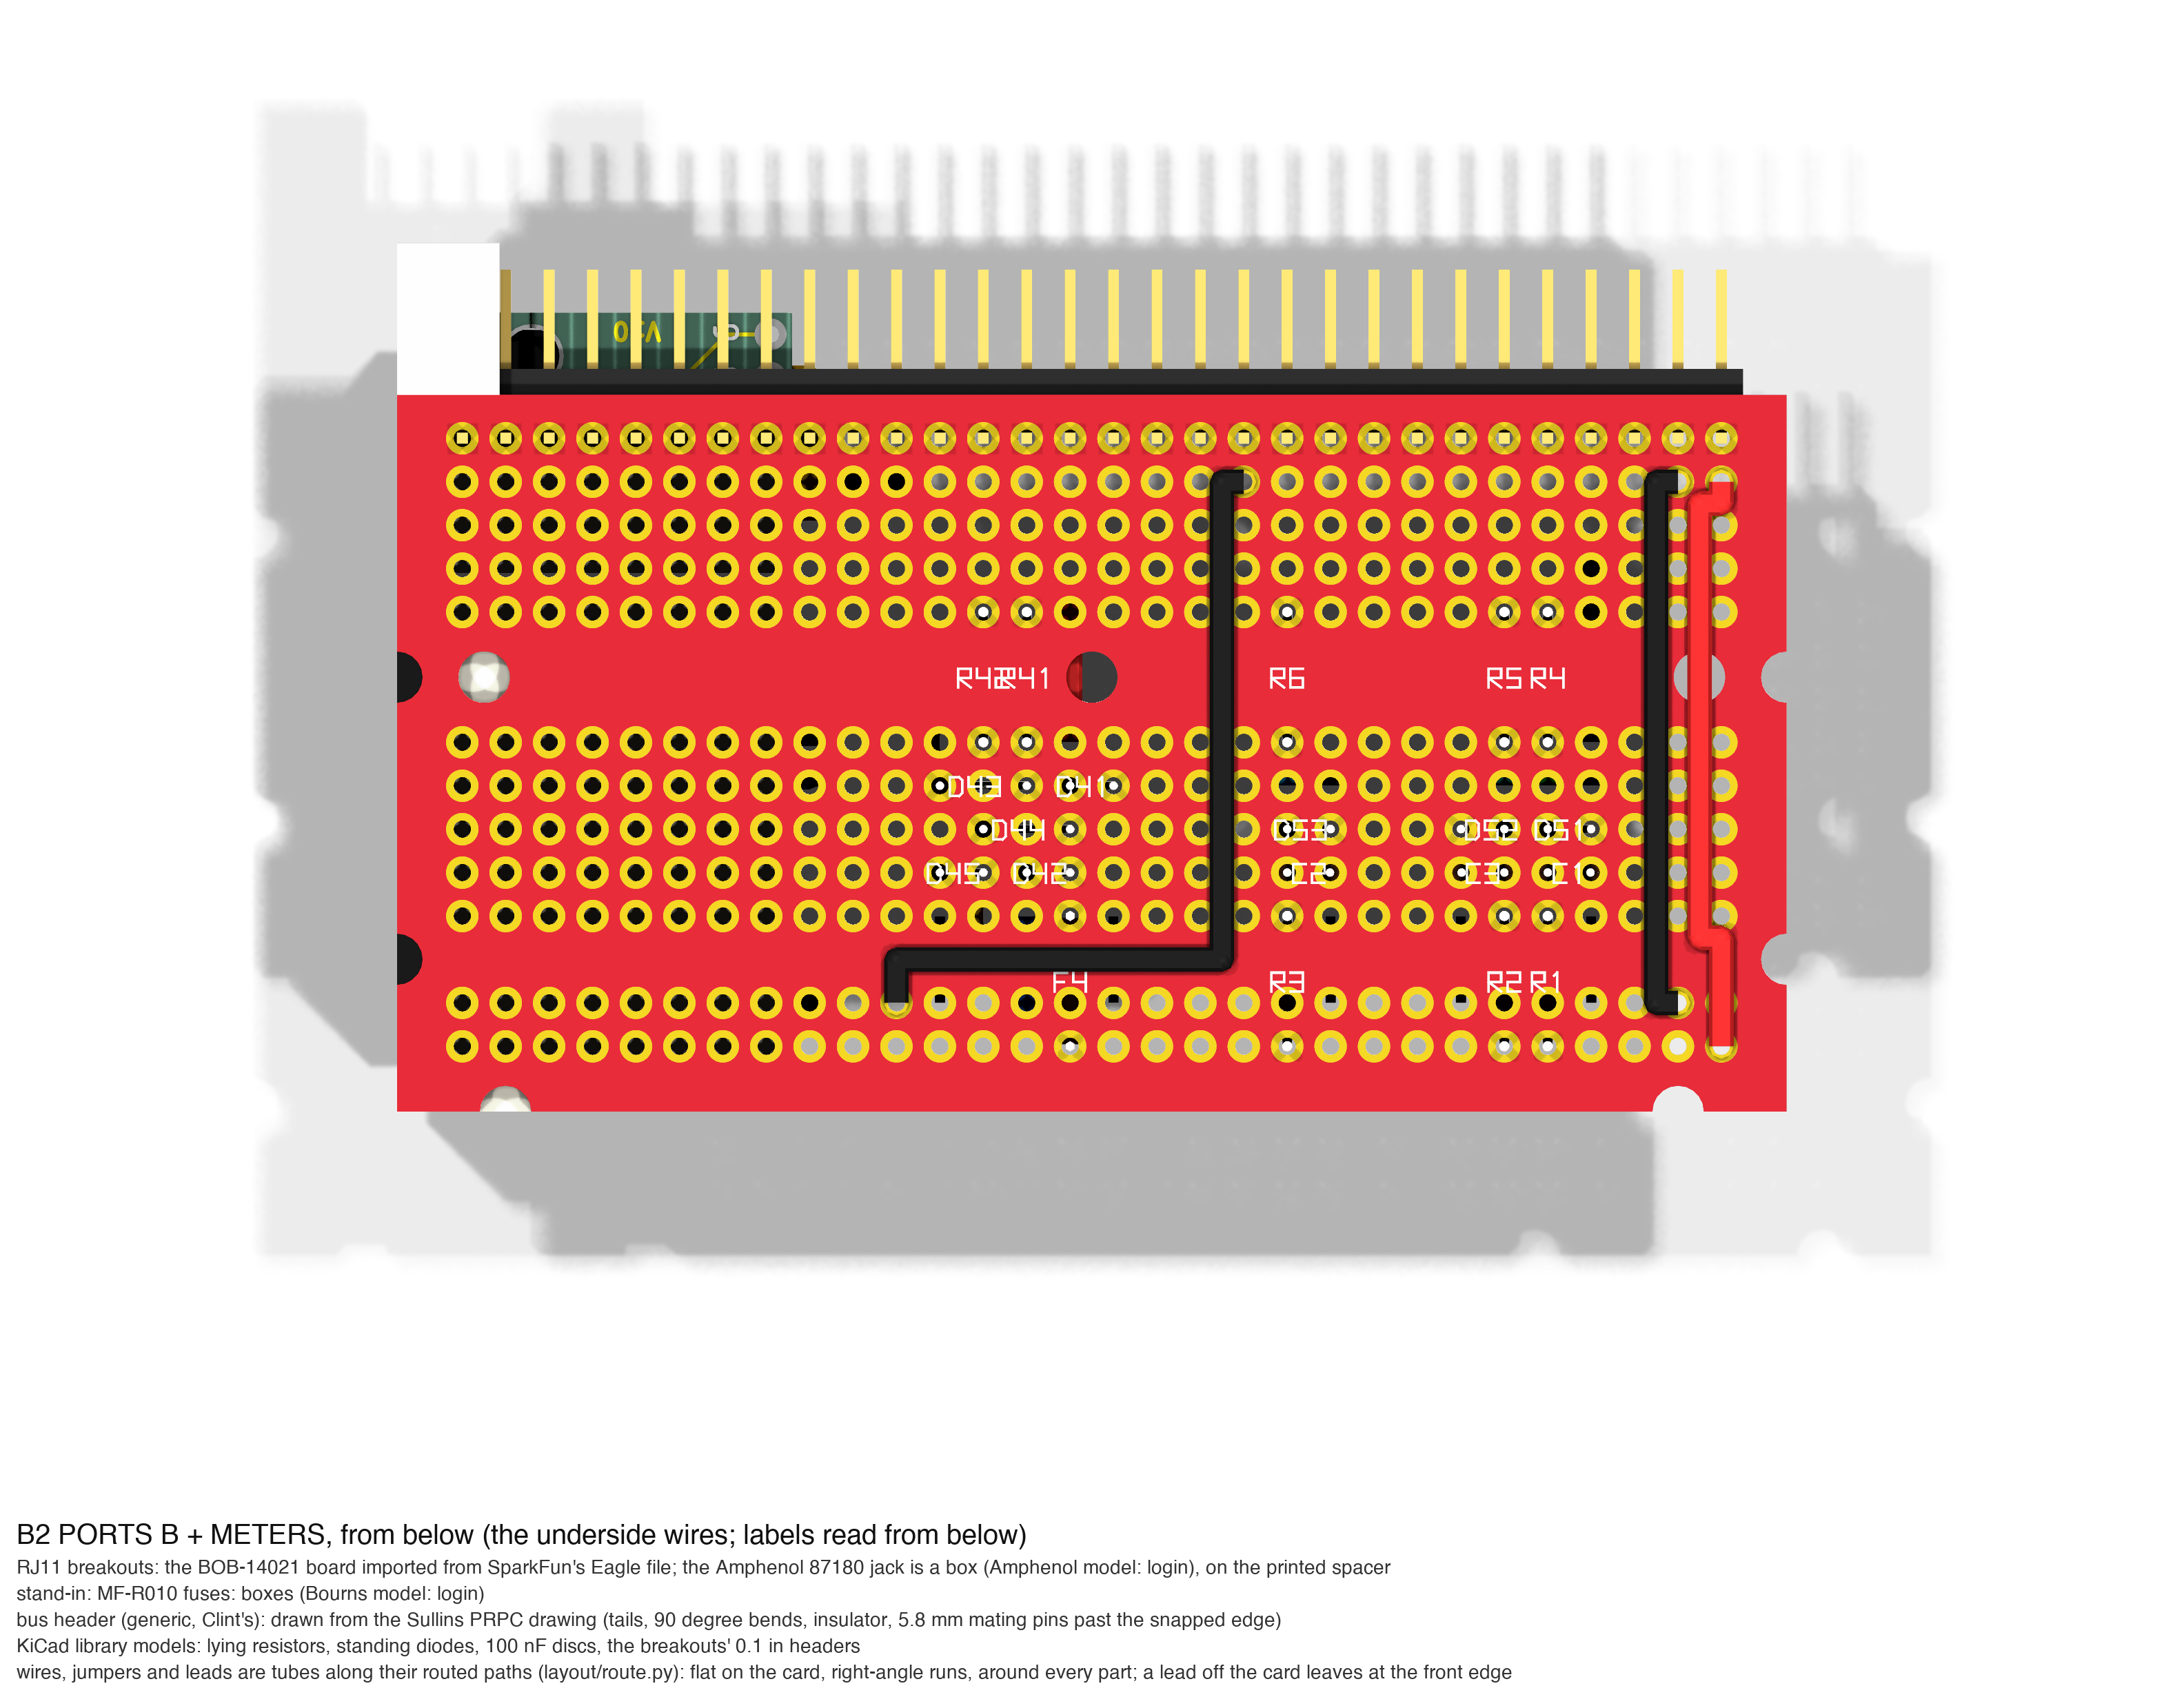 R42 R41 R6 R5 R4
D43 D41
D44 D53 D52 D51
D45 D42 C2 C3 C1
F4 R3 R2 R1
B2 PORTS B + METERS, from below (the underside wires; labels read from below)
RJ11 breakouts: the BOB-14021 board imported from SparkFun's Eagle file; the Amphenol 87180 jack is a box (Amphenol model: login), on the printed spacer
stand-in: MF-R010 fuses: boxes (Bourns model: login)
bus header (generic, Clint's): drawn from the Sullins PRPC drawing (tails, 90 degree bends, insulator, 5.8 mm mating pins past the snapped edge)
KiCad library models: lying resistors, standing diodes, 100 nF discs, the breakouts' 0.1 in headers
wires, jumpers and leads are tubes along their routed paths (layout/route.py): flat on the card, right-angle runs, around every part; a lead off the card leaves at the front edge